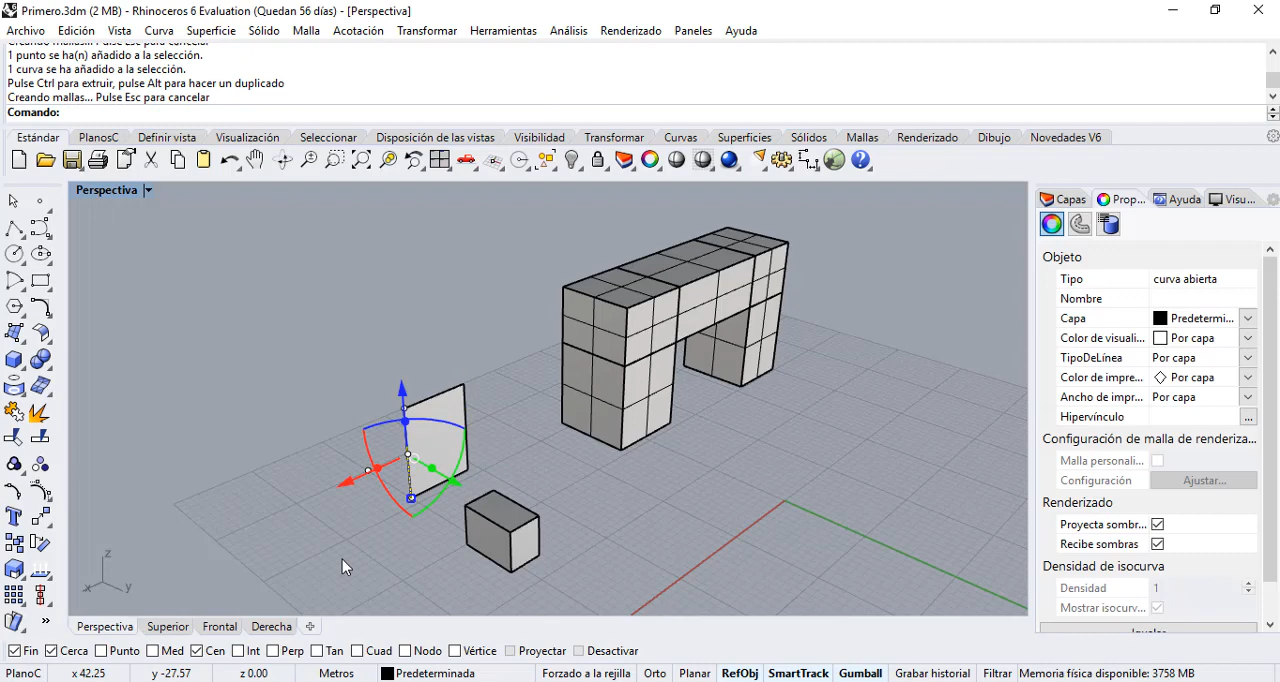 Primero.3dm (2 MB) - Rhinoceros 6 Evaluation (Quedan 56 días) - [Perspectiva]
Archivo Edición Vista Curva Superficie Sólido Malla Acotación Transformar Herramientas Análisis Renderizado Paneles Ayuda
Creando mallas... Pulse Esc para cancelar
1 punto se ha(n) añadido a la selección.
1 curva se ha añadido a la selección.
Pulse Ctrl para extruir, pulse Alt para hacer un duplicado
Creando mallas... Pulse Esc para cancelar
Comando:
Estándar PlanosC Definir vista Visualización Seleccionar Disposición de las vistas Visibilidad Transformar Curvas Superficies Sólidos Mallas Renderizado Dibujo Novedades V6
Perspectiva
Capas Prop... Ayuda Visu...
Objeto
Tipo curva abierta
Nombre
Capa Predetermi...
Color de visuali... Por capa
TipoDeLínea Por capa
Color de impre... Por capa
Ancho de impr... Por capa
Hipervínculo ...
Configuración de malla de renderiza...
Malla personali...
Configuración Ajustar...
Renderizado
Proyecta sombr...
Recibe sombras
Densidad de isocurva
Densidad 1
Mostrar isocurv...
z
x y
Perspectiva Superior Frontal Derecha
Fin Cerca Punto Med Cen Int Perp Tan Cuad Nodo Vértice Proyectar Desactivar
PlanoC x 42.25 y -27.57 z 0.00 Metros Predeterminada Forzado a la rejilla Orto Planar RefObj SmartTrack Gumball Grabar historial Filtrar Memoria física disponible: 3758 MB